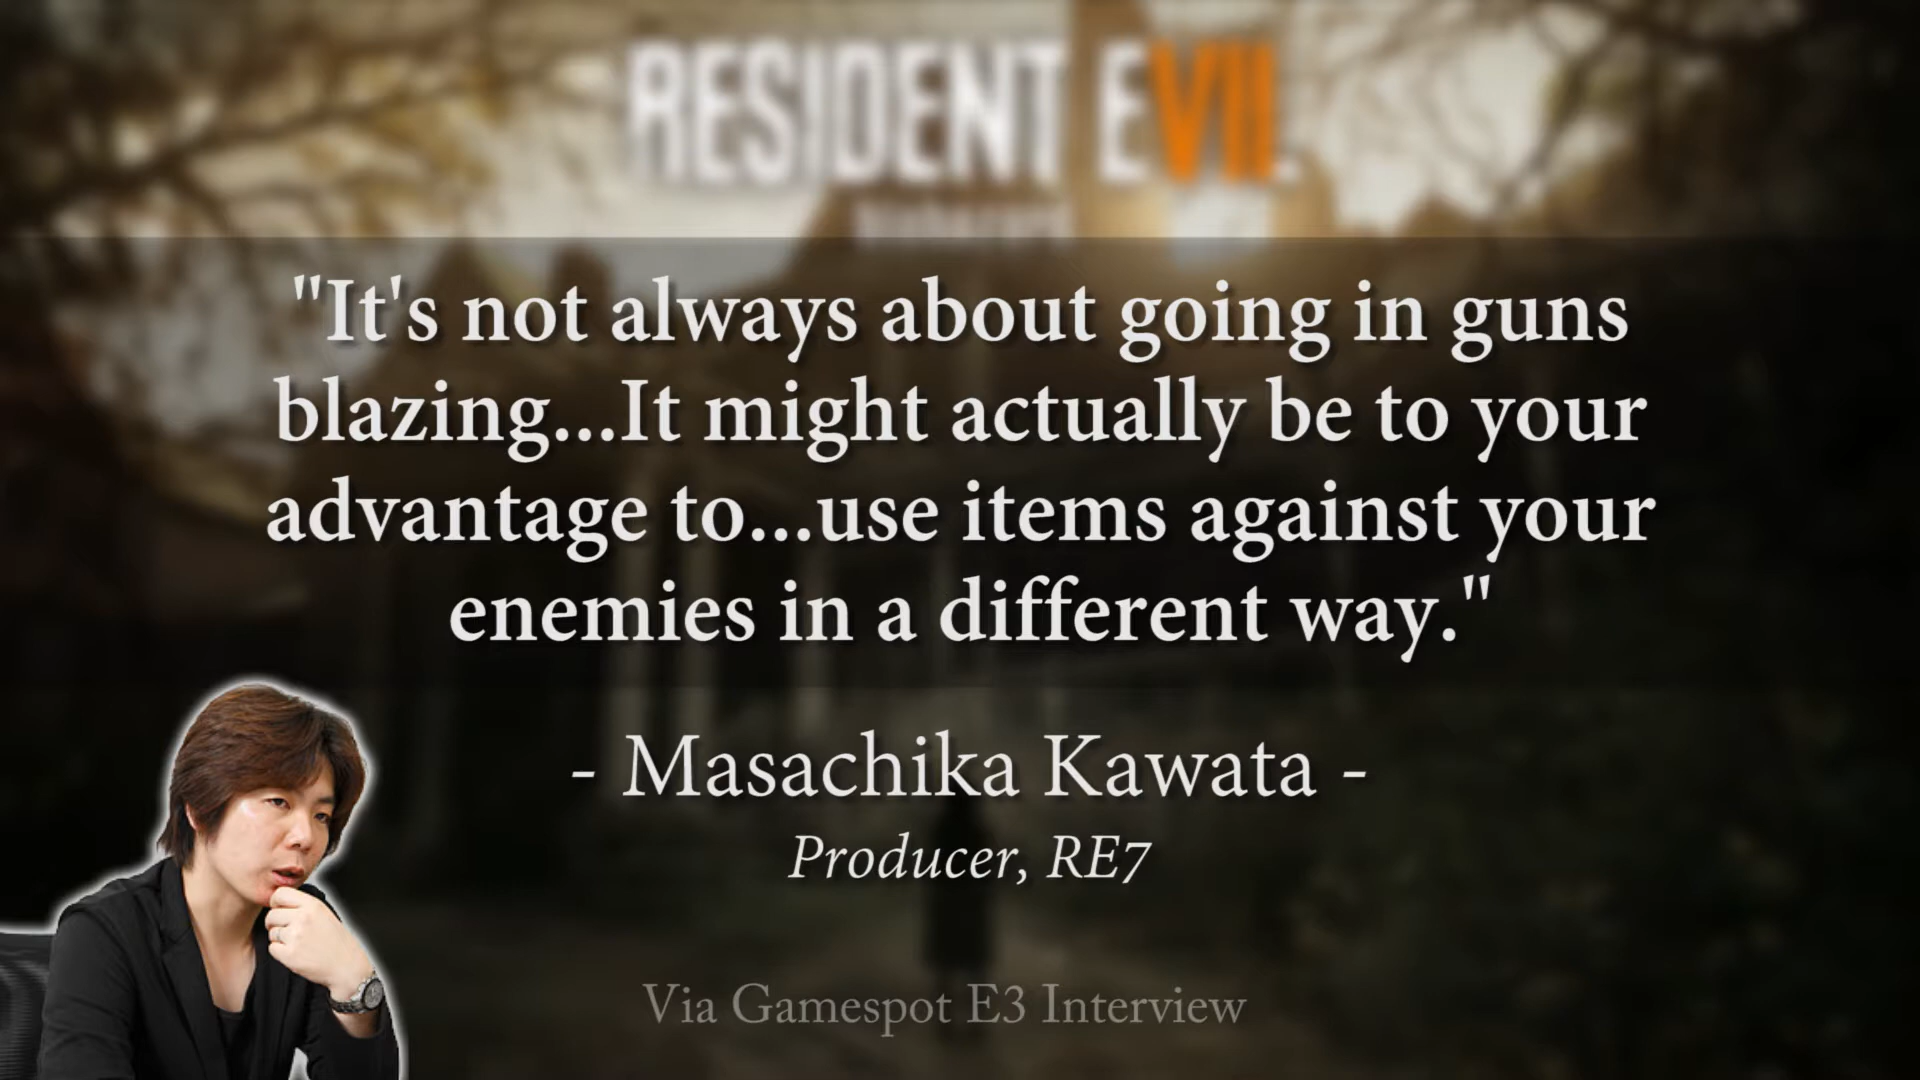 RESIDENT EVII.
"It's not always about going in guns
blazing...It might actually be to your
advantage to...use items against your
enemies in a different way."
- Masachika Kawata -
Producer, RE7
Via Gamespot E3 Interview